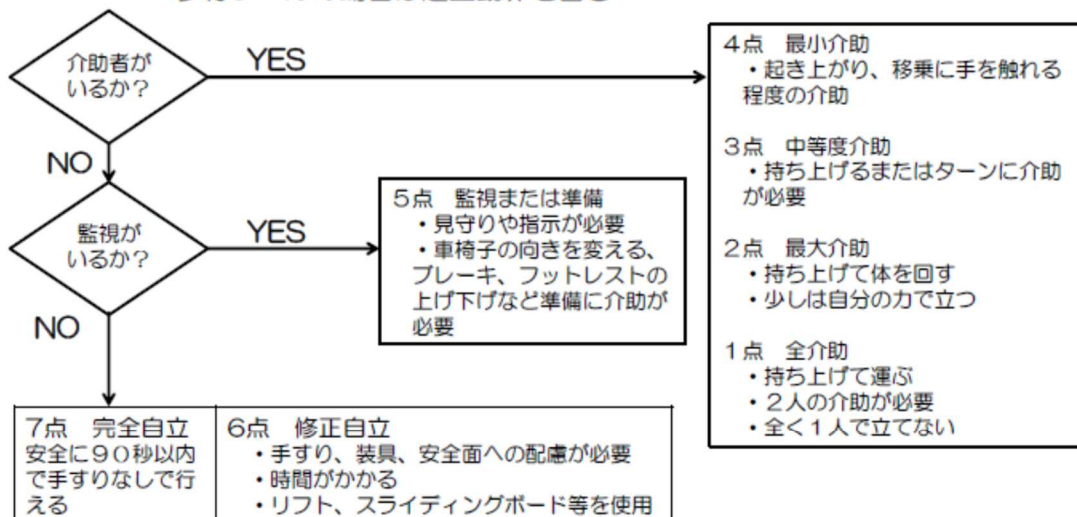 介助者が
いるか？
YES
NO
監視が
いるか？
YES
NO
4点　最小介助
・起き上がり、移乗に手を触れる
程度の介助
3点　中等度介助
・持ち上げるまたはターンに介助
が必要
2点　最大介助
・持ち上げて体を回す
・少しは自分の力で立つ
1点　全介助
・持ち上げて運ぶ
・２人の介助が必要
・全く１人で立てない
5点　監視または準備
・見守りや指示が必要
・車椅子の向きを変える、
ブレーキ、フットレストの
上げ下げなど準備に介助が
必要
7点　完全自立
安全に９０秒以内
で手すりなしで行
える
6点　修正自立
・手すり、装具、安全面への配慮が必要
・時間がかかる
・リフト、スライディングボード等を使用